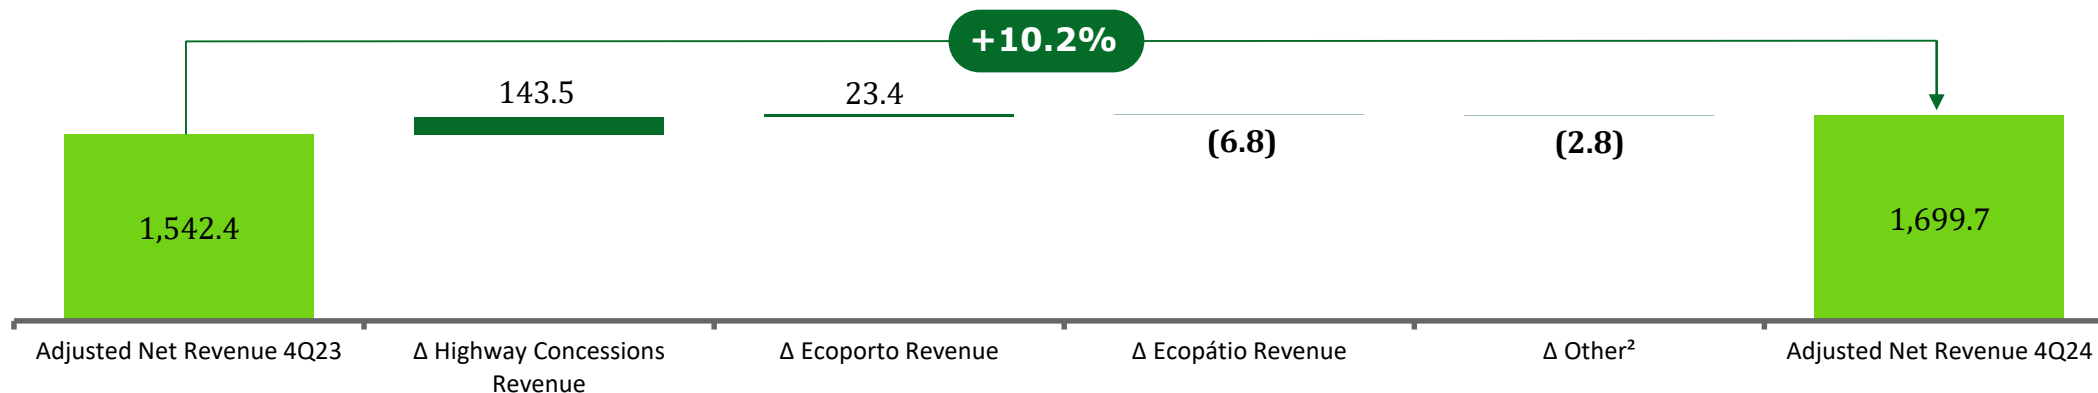 +10.2%
143.5
23.4
(6.8)
(2.8)
1,542.4
1,699.7
Adjusted Net Revenue 4Q23
Δ Highway Concessions
Revenue
Δ Ecoporto Revenue
Δ Ecopátio Revenue
Δ Other²
Adjusted Net Revenue 4Q24